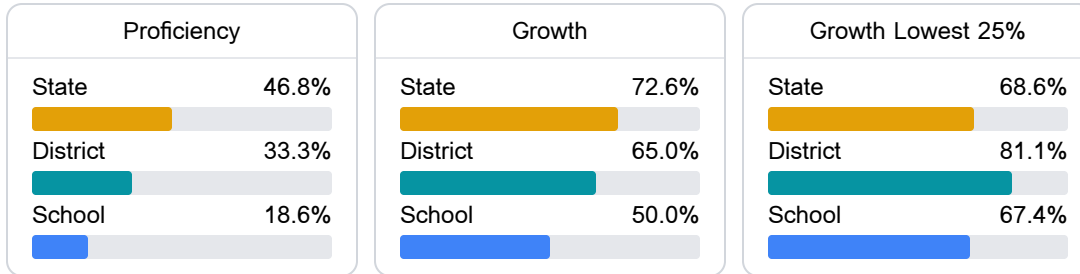 Proficiency
State 46.8%
District 33.3%
School 18.6%
Growth
State 72.6%
District 65.0%
School 50.0%
Growth Lowest 25%
State 68.6%
District 81.1%
School 67.4%